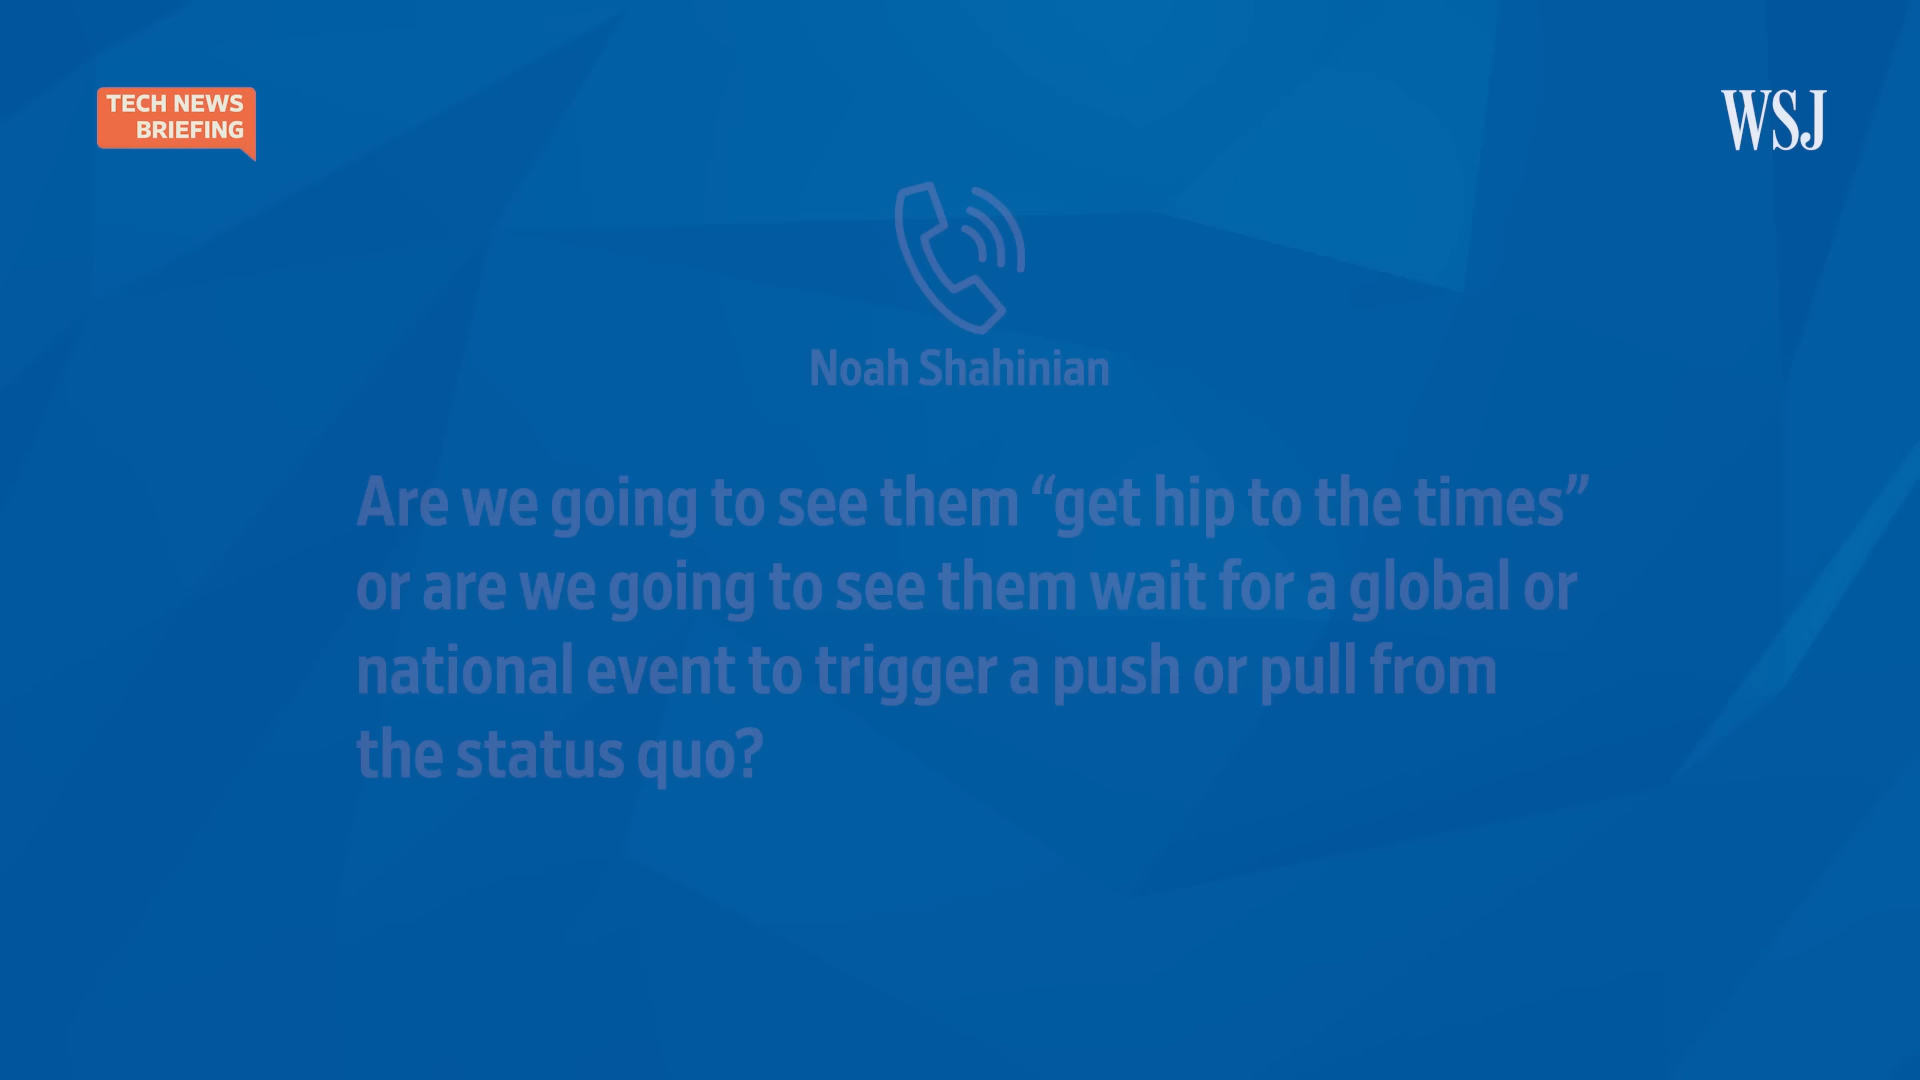 TECH NEWS
BRIEFING
WSJ
Noah Shahinian
Are we going to see them “get hip to the times”
or are we going to see them wait for a global or
national event to trigger a push or pull from
the status quo?